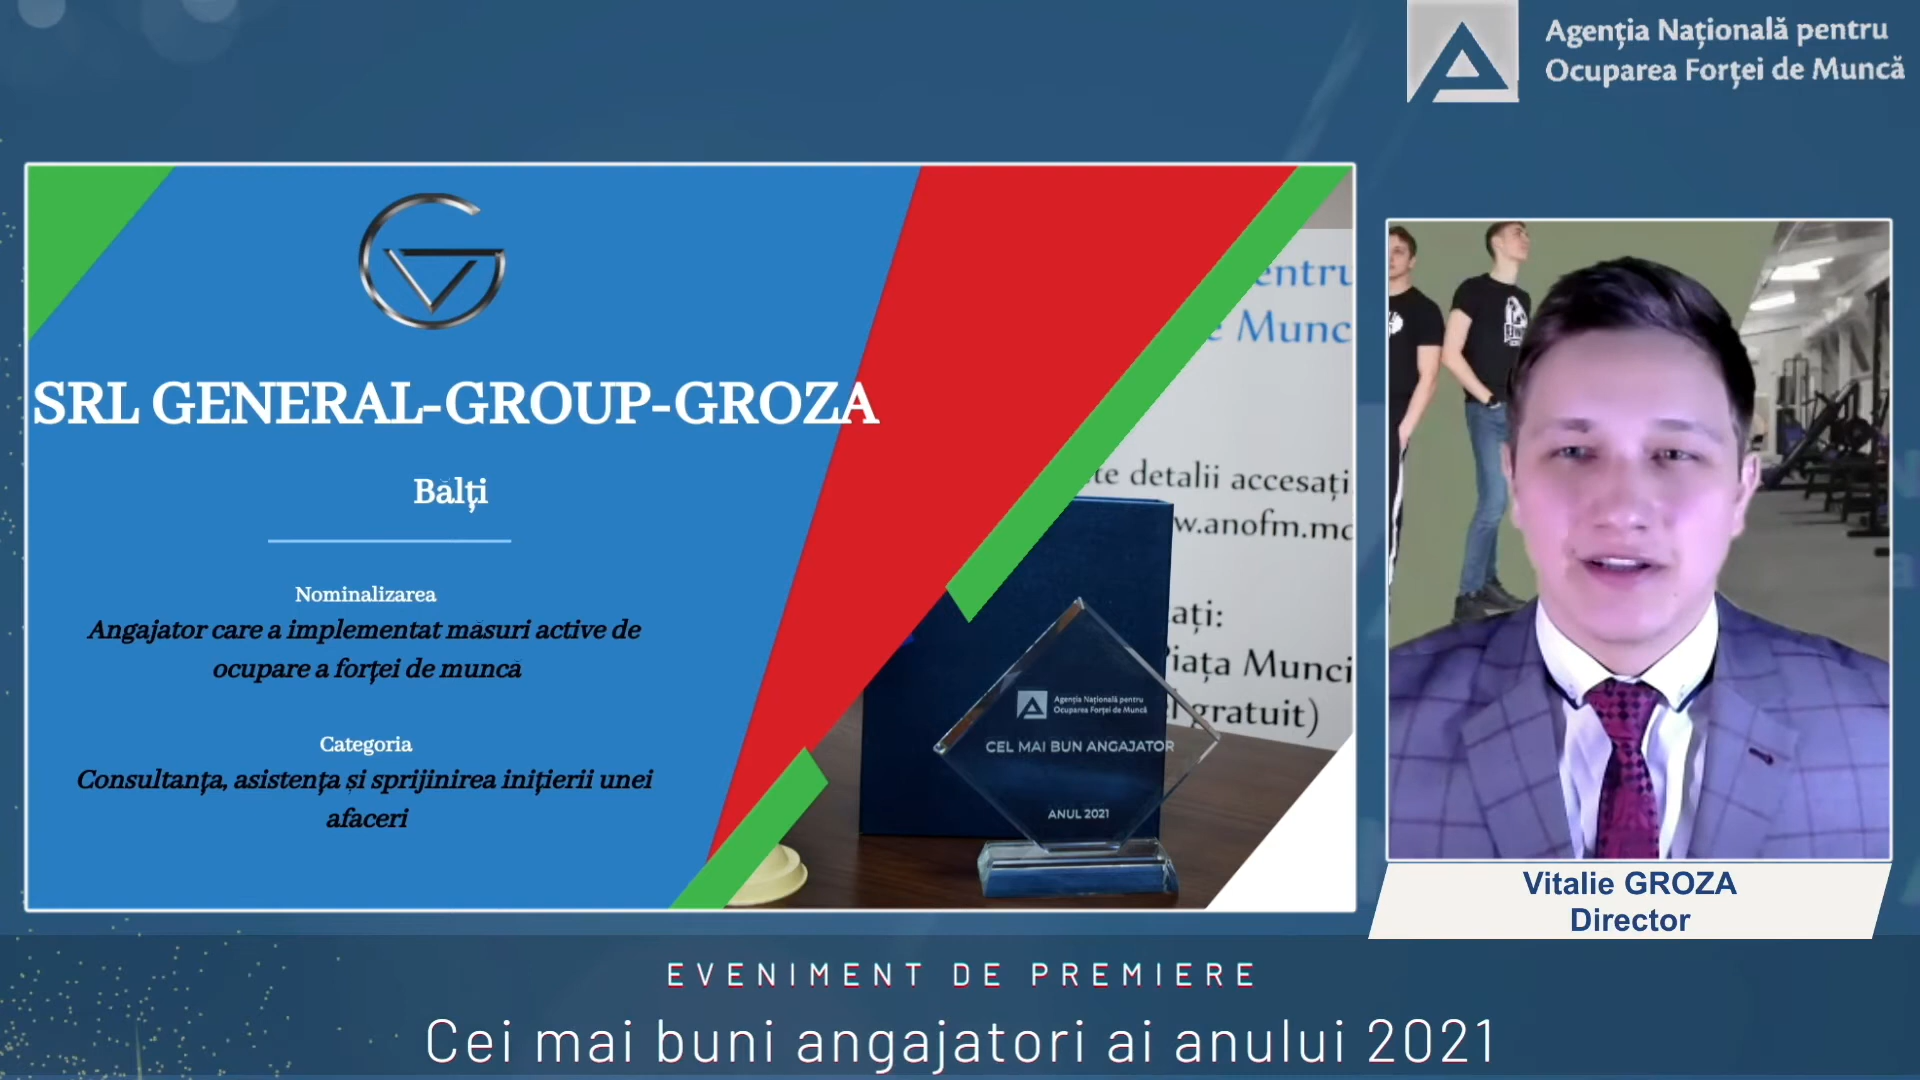 Agenția Națională pentru
Ocuparea Forței de Muncă
SRL GENERAL-GROUP-GROZA
Bălți
Nominalizarea
Angajator care a implementat măsuri active de
ocupare a forței de muncă
Categoria
Consultanța, asistența și sprijinirea inițierii unei
afaceri
entru
Munc
te detalii accesați
w.anofm.md
ați:
Piața Munci
gratuit)
Agenția Națională pentru
Ocuparea Forței de Muncă
CEL MAI BUN ANGAJATOR
ANUL 2021
Vitalie GROZA
Director
EVENIMENT DE PREMIERE
Cei mai buni angajatori ai anului 2021